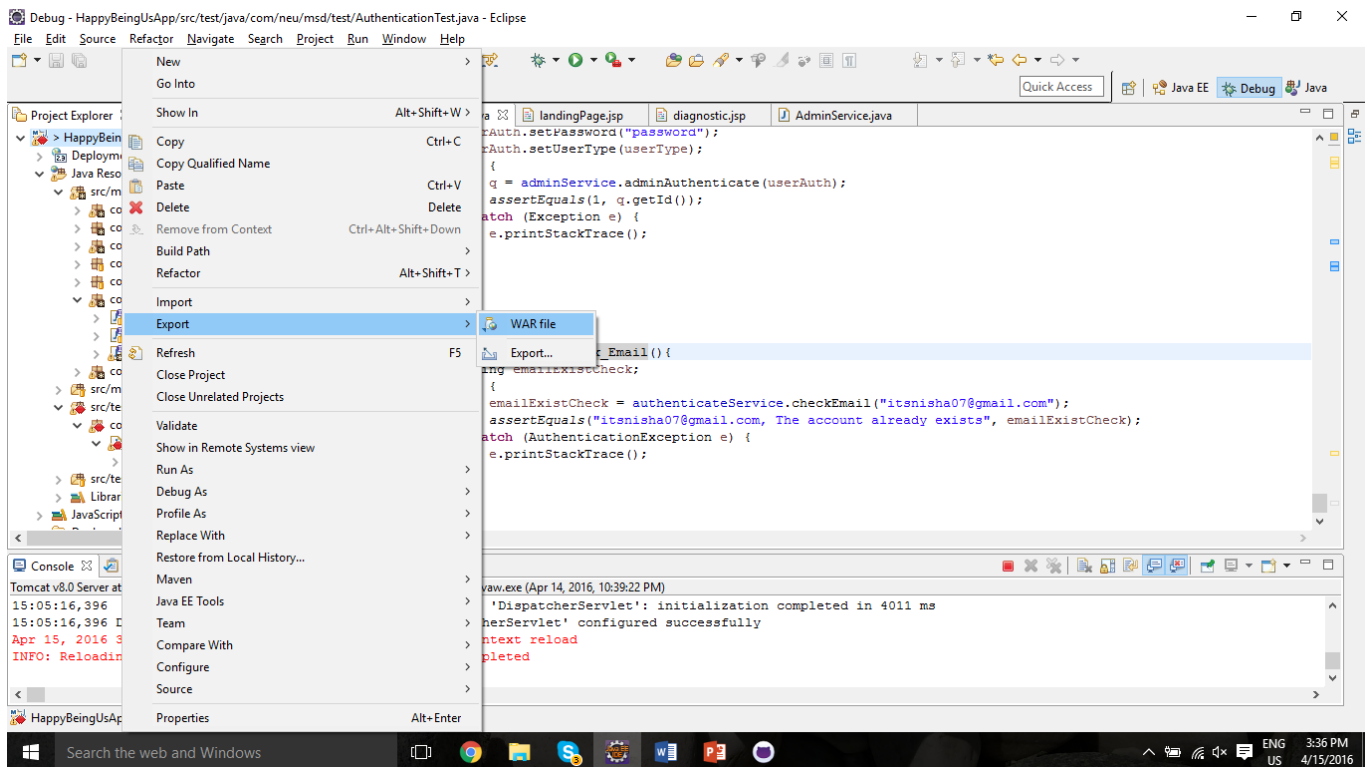 Debug - HappyBeingUsApp/src/test/java/com/neu/msd/test/AuthenticationTest.java - Eclipse
File Edit Source Refactor Navigate Search Project Run Window Help
Quick Access Java EE Debug Java
Project Explorer
landingPage.jsp diagnostic.jsp AdminService.java
> HappyBein
Deployme
Java Reso
src/m
co
co
co
co
co
co
co
src/m
src/te
co
src/te
Librar
JavaScript
New
Go Into
Show In Alt+Shift+W >
Copy Ctrl+C
Copy Qualified Name
Paste Ctrl+V
Delete Delete
Remove from Context Ctrl+Alt+Shift+Down
Build Path
Refactor Alt+Shift+T >
Import
Export
Refresh F5
Close Project
Close Unrelated Projects
Validate
Show in Remote Systems view
Run As
Debug As
Profile As
Replace With
Restore from Local History...
Maven
Java EE Tools
Team
Compare With
Configure
Source
Properties Alt+Enter
WAR file
Export...
rAuth.setPassword("password");
rAuth.setUserType(userType);
{
q = adminService.adminAuthenticate(userAuth);
assertEquals(1, q.getId());
atch (Exception e) {
e.printStackTrace();
_Email(){
ing emailExistCheck;
{
emailExistCheck = authenticateService.checkEmail("itsnisha07@gmail.com");
assertEquals("itsnisha07@gmail.com, The account already exists", emailExistCheck);
atch (AuthenticationException e) {
e.printStackTrace();
Console
Tomcat v8.0 Server at vaw.exe (Apr 14, 2016, 10:39:22 PM)
15:05:16,396 'DispatcherServlet': initialization completed in 4011 ms
15:05:16,396 D herServlet' configured successfully
Apr 15, 2016 3 ntext reload
INFO: Reloadin pleted
HappyBeingUsAp
Search the web and Windows
ENG 3:36 PM
US 4/15/2016